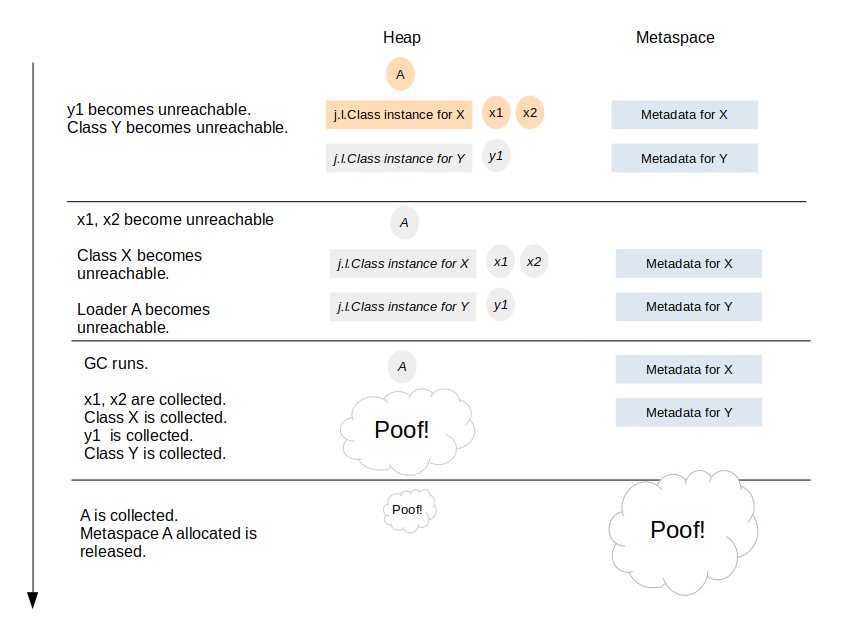 Heap
Metaspace
A
y1 becomes unreachable.
Class Y becomes unreachable.
j.l.Class instance for X
x1
x2
Metadata for X
j.l.Class instance for Y
y1
Metadata for Y
x1, x2 become unreachable
A
Class X becomes
unreachable.
j.l.Class instance for X
x1
x2
Metadata for X
Loader A becomes
unreachable.
j.l.Class instance for Y
y1
Metadata for Y
GC runs.
A
Metadata for X
x1, x2 are collected.
Class X is collected.
y1  is collected.
Class Y is collected.
Poof!
Metadata for Y
A is collected.
Metaspace A allocated is
released.
Poof!
Poof!